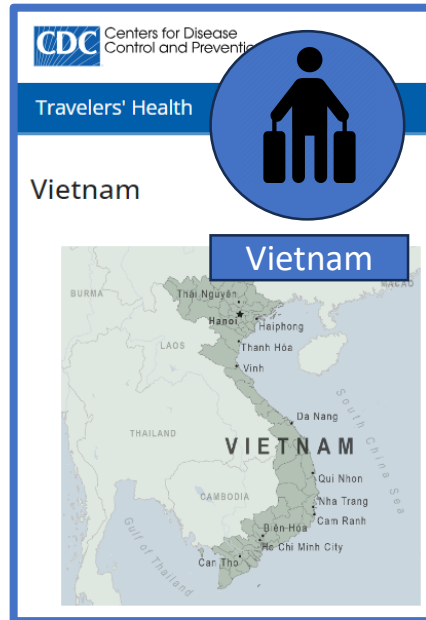 CDC
Centers for Disease
Control and Preventi
Travelers' Health
Vietnam
Vietnam
MACAO
BURMA
Thái Nguyên
Hanoi
Haiphong
LAOS
Thanh Hóa
Vinh
THAILAND
Da Nang
South China Sea
VIETNAM
Qui Nhon
CAMBODIA
Nha Trang
Cam Ranh
Biên Hòa
Ho Chi Minh City
Gulf of Thailand
Can Tho